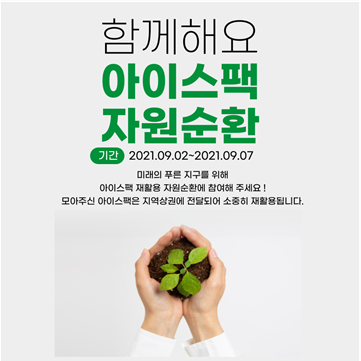 함께해요
아이스팩
자원순환
기간 2021.09.02~2021.09.07
미래의 푸른 지구를 위해
아이스팩 재활용 자원순환에 참여해 주세요 !
모아주신 아이스팩은 지역상권에 전달되어 소중히 재활용됩니다.